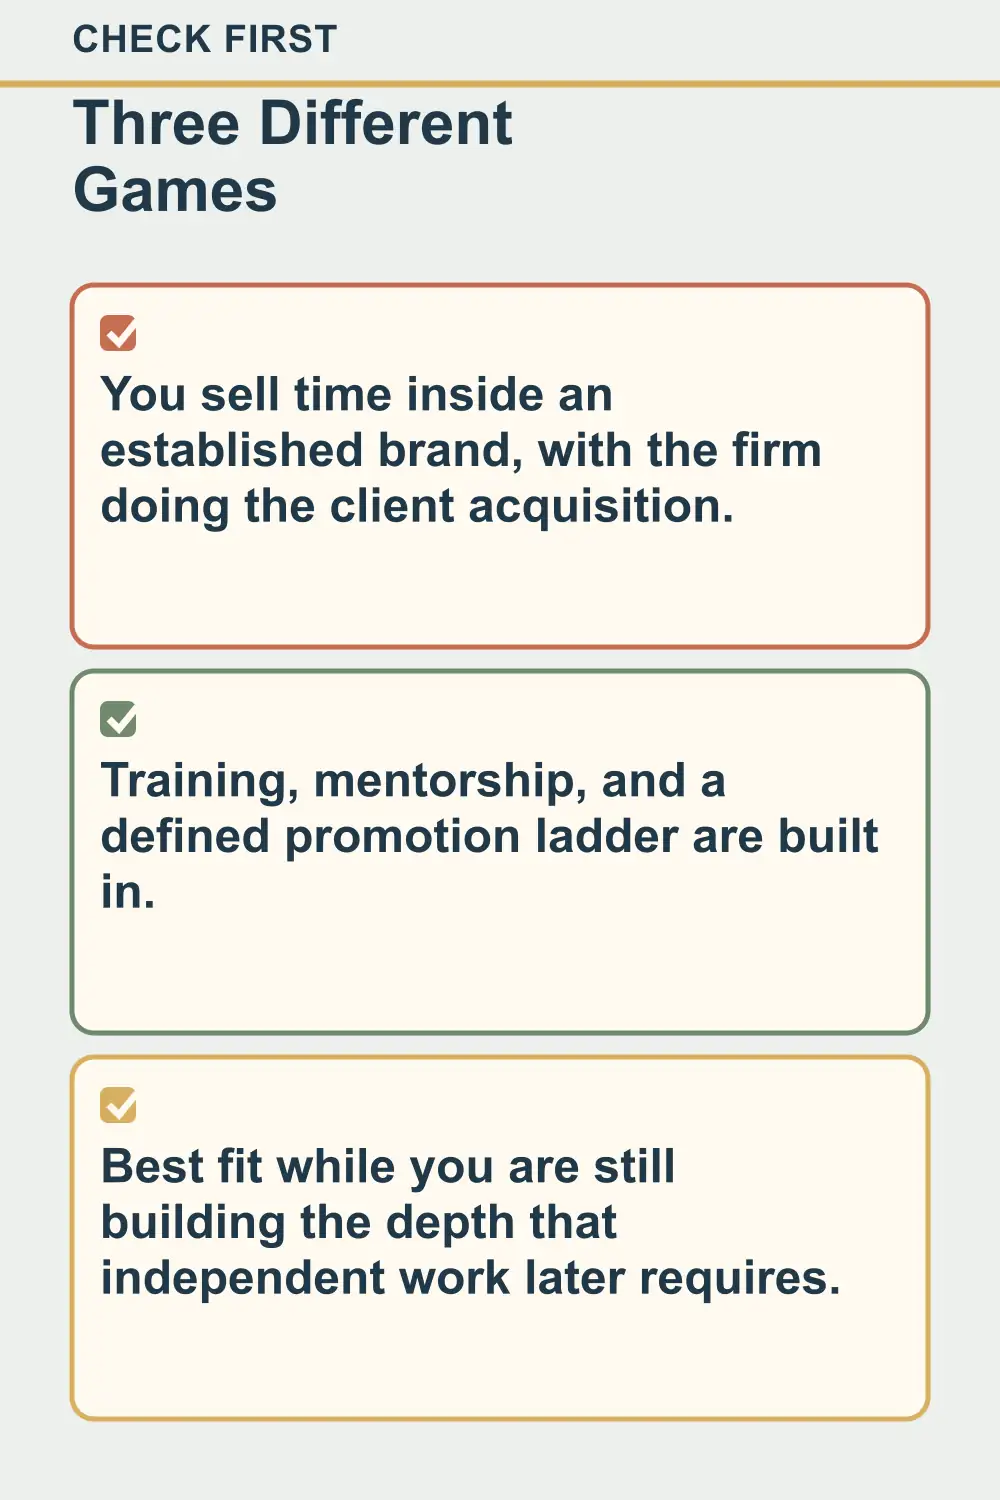 CHECK FIRST
Three Different
Games
You sell time inside an
established brand, with the firm
doing the client acquisition.
Training, mentorship, and a
defined promotion ladder are built
in.
Best fit while you are still
building the depth that
independent work later requires.